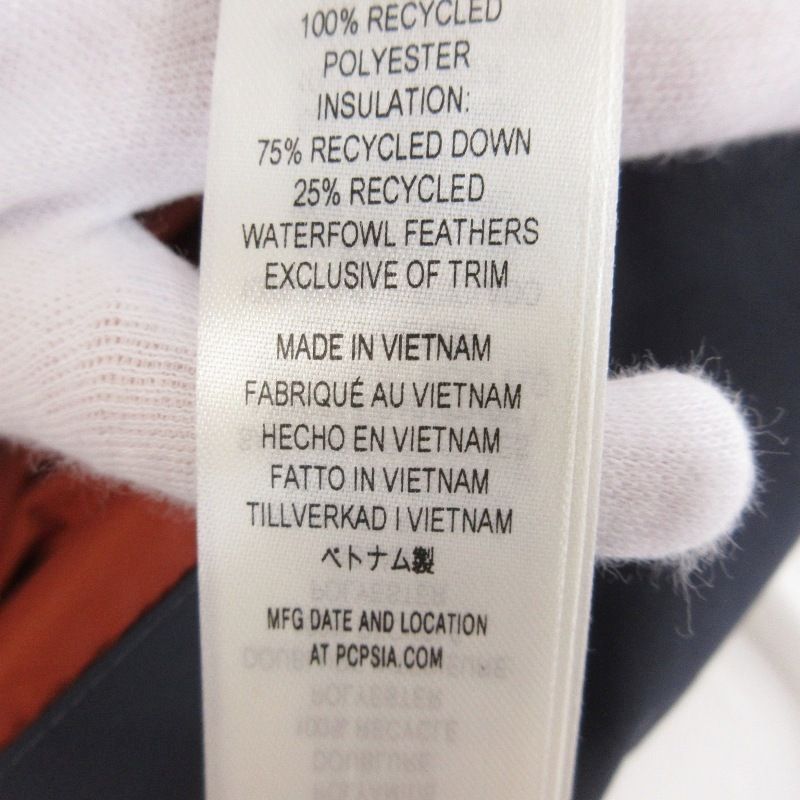 100% RECYCLED
POLYESTER
INSULATION:
75% RECYCLED DOWN
25% RECYCLED
WATERFOWL FEATHERS
EXCLUSIVE OF TRIM
MADE IN VIETNAM
FABRIQUÉ AU VIETNAM
HECHO EN VIETNAM
FATTO IN VIETNAM
TILLVERKAD I VIETNAM
ベトナム製
MFG DATE AND LOCATION
AT PCPSIA.COM